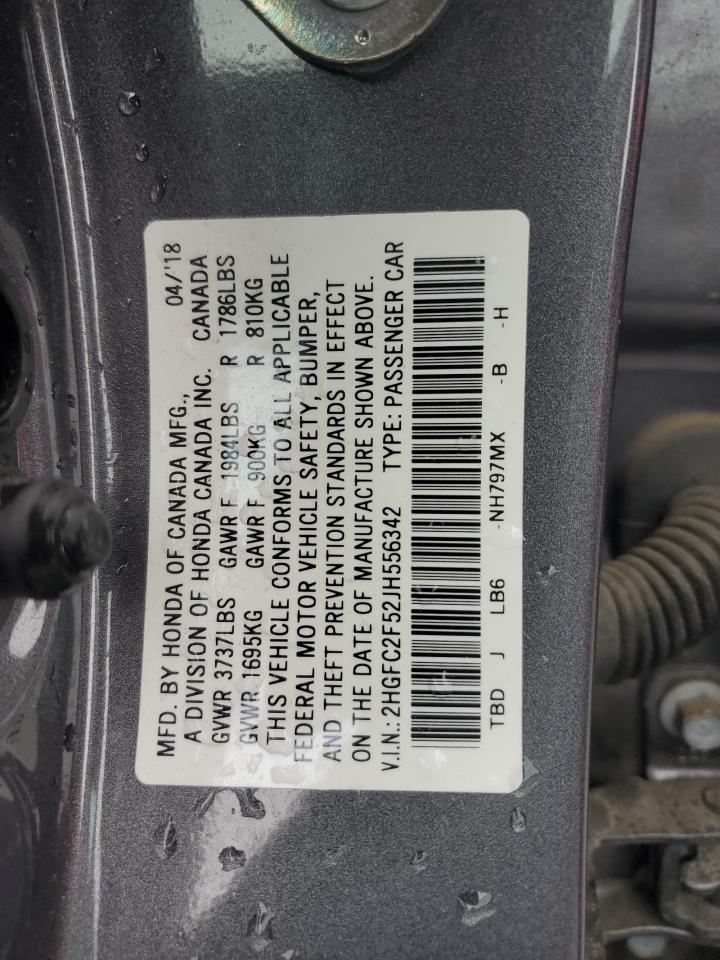 MFD. BY HONDA OF CANADA MFG., 04/'18
A DIVISION OF HONDA CANADA INC. CANADA
GVWR 3737LBS GAWR F 1984LBS R 1786LBS
GVWR 1695KG GAWR F 900KG R 810KG
THIS VEHICLE CONFORMS TO ALL APPLICABLE
FEDERAL MOTOR VEHICLE SAFETY, BUMPER,
AND THEFT PREVENTION STANDARDS IN EFFECT
ON THE DATE OF MANUFACTURE SHOWN ABOVE.
V.I.N.: 2HGFC2F52JH556342 TYPE: PASSENGER CAR
TBD J LB6 -NH797MX -B -H